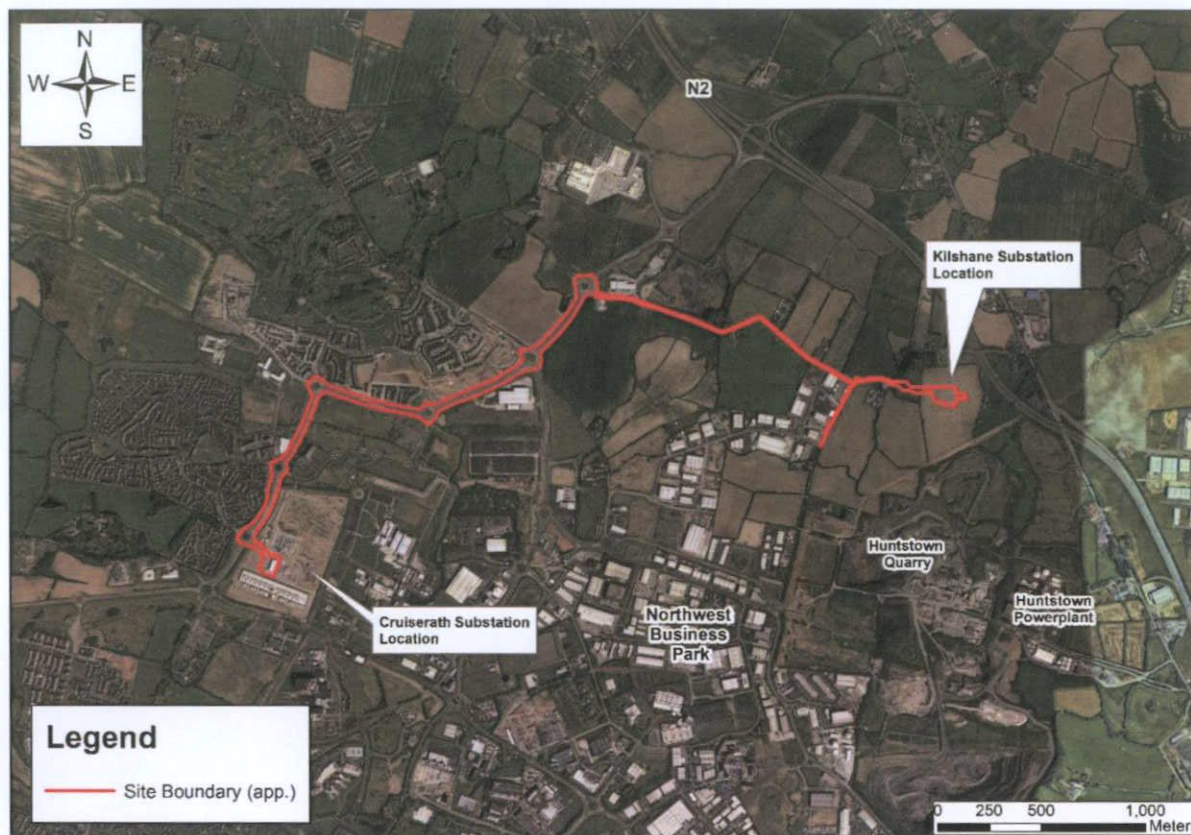 N
W E
S
N2
Kilshane Substation
Location
Huntstown
Quarry
Huntstown
Powerplant
Northwest
Business
Park
Cruiserath Substation
Location
Legend
Site Boundary (app.)
0 250 500 1,000
Meter